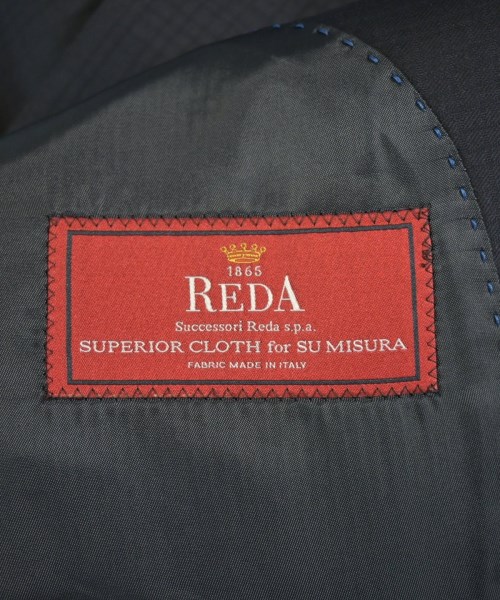 1865
REDA
Successori Reda s.p.a.
SUPERIOR CLOTH for SU MISURA
FABRIC MADE IN ITALY